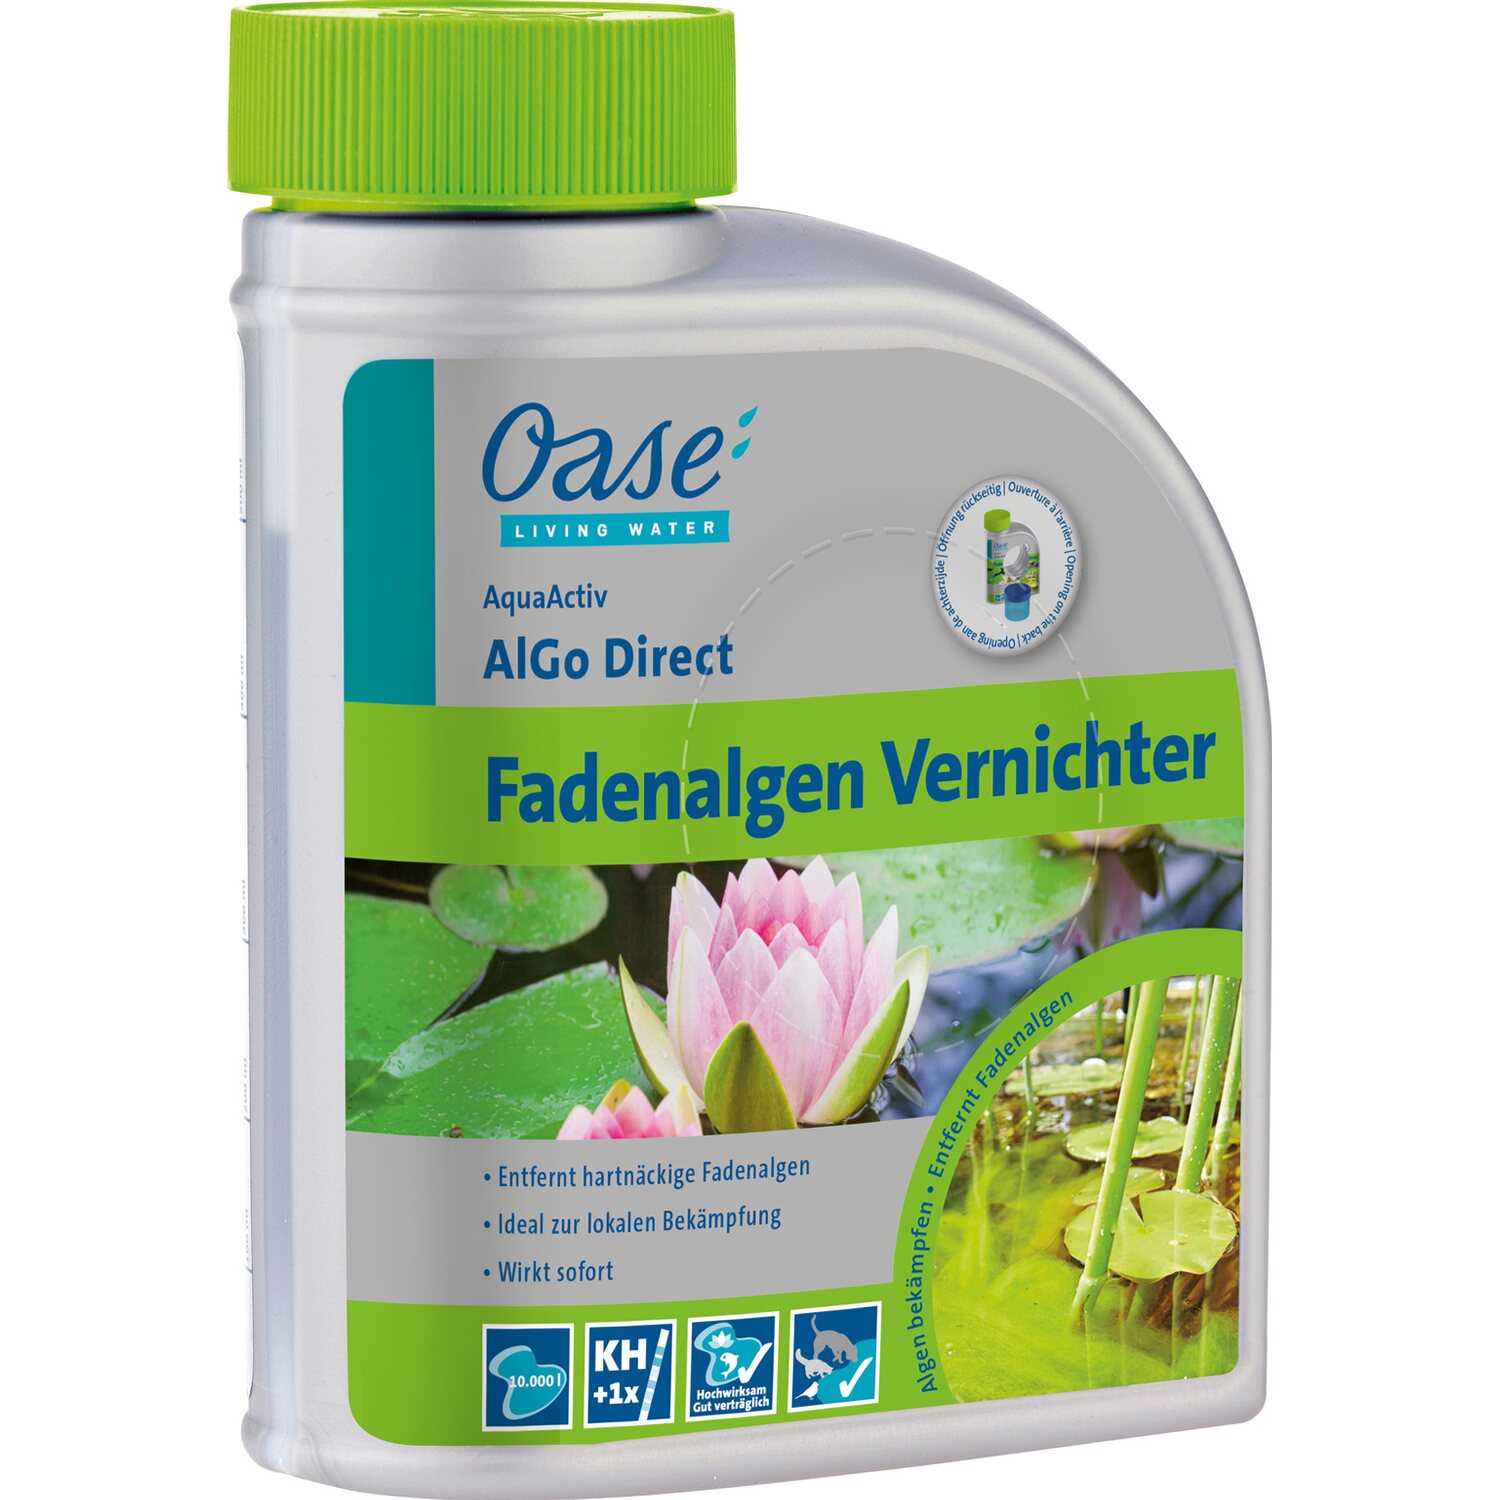 Oase
LIVING WATER
AquaActiv
AlGo Direct
Öffnung rückseitig | Ouverture à l'arrière | Opening on the back | Opening aan de achterzijde |
Fadenalgen Vernichter
• Entfernt hartnäckige Fadenalgen
• Ideal zur lokalen Bekämpfung
• Wirkt sofort
Algen bekämpfen • Entfernt Fadenalgen
10.000 l
KH
+1x
Hochwirksam
Gut verträglich